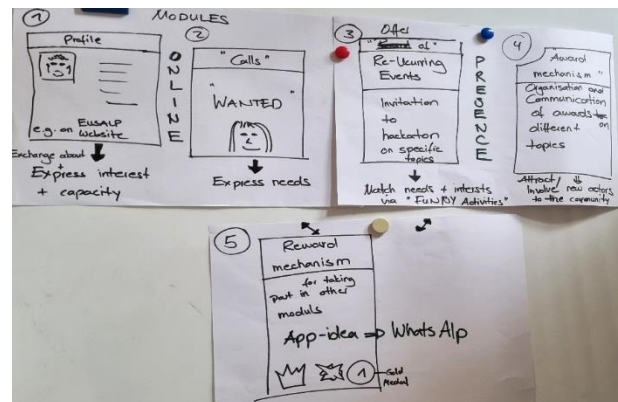 MODULES
1
Profile
EUSALP
e.g. on Website
Exchange about
Express interest
+ capacity
ONLINE
2
"Calls"
"WANTED"
Express needs
3
Offer
Re-Ucurring
Events
Invitation
to
hackaton
on specific
topics
Match needs + interests
via "FUNJOY Activities"
PRESENCE
4
"Award
mechanism"
Organisation and
Communication
of awards on
different
topics
Attract/
Involve new actors
to the community
5
Reward
mechanism
for taking
part in other
moduls
App-idea ⇒ WhatsAlp
1
Gold
Medal